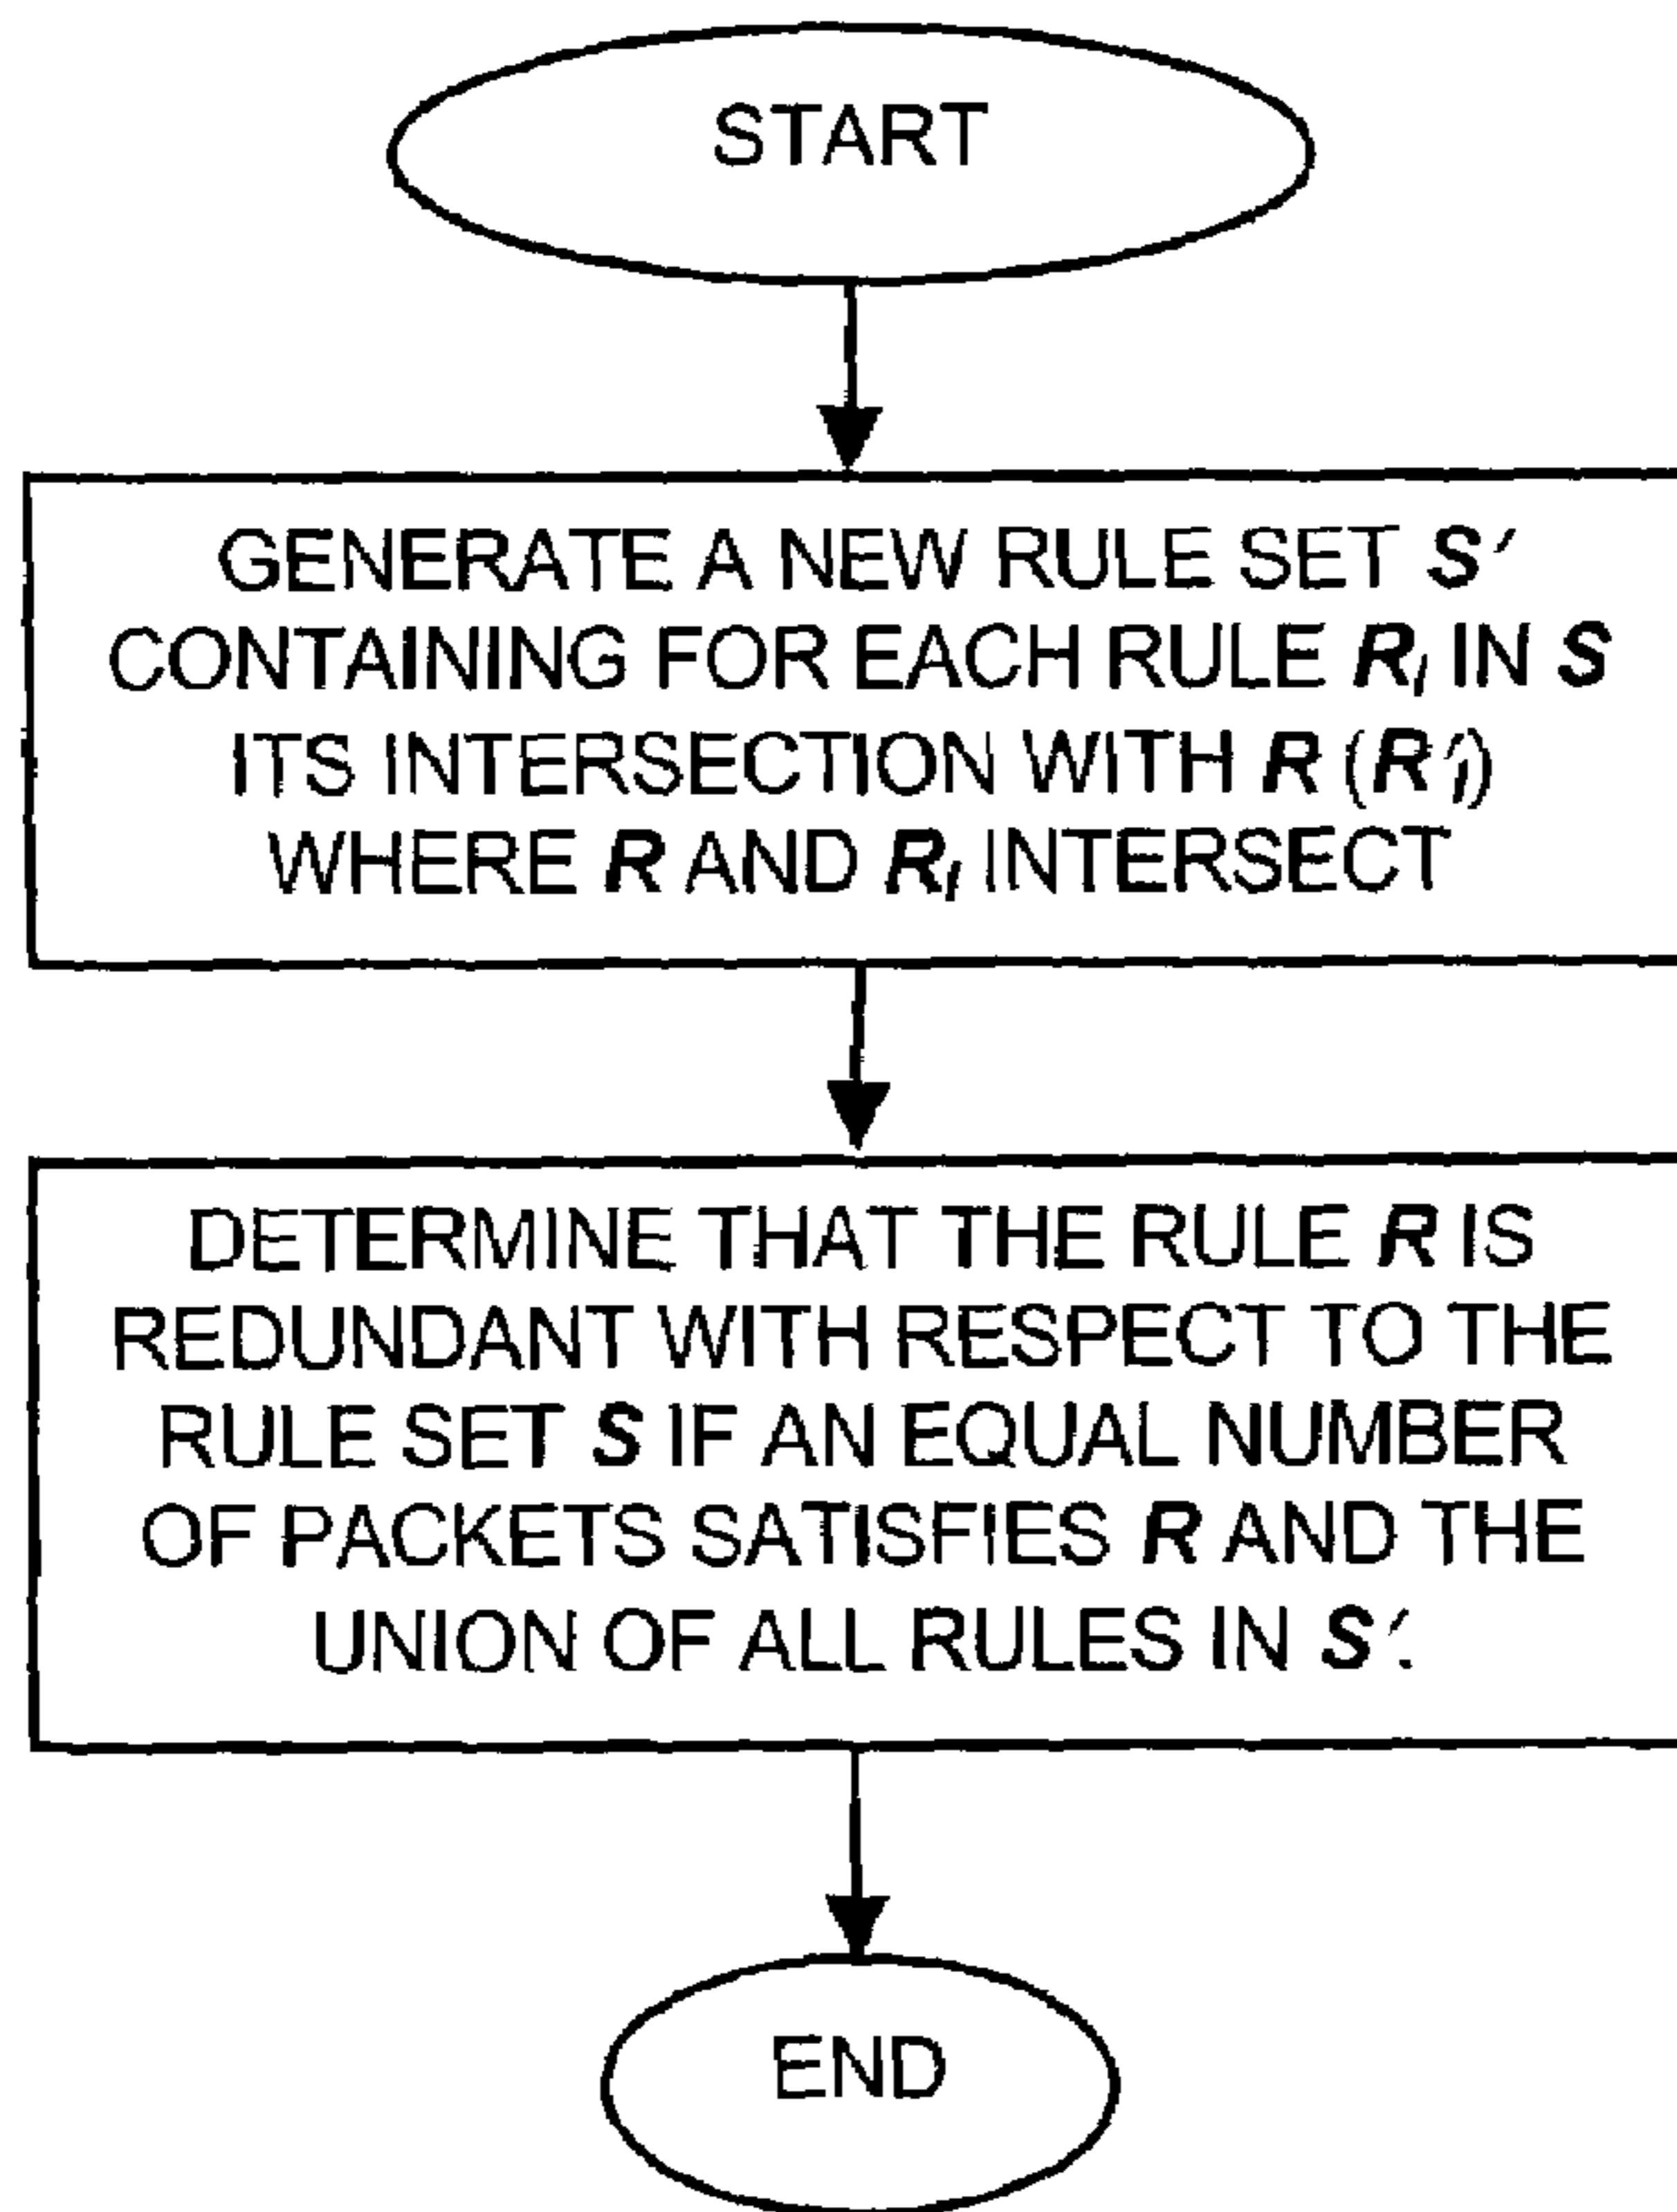 START
GENERATE A NEW RULE SET S′
CONTAINING FOR EACH RULE Rᵢ IN S
ITS INTERSECTION WITH R (R′ᵢ)
WHERE R AND Rᵢ INTERSECT
DETERMINE THAT THE RULE R IS
REDUNDANT WITH RESPECT TO THE
RULE SET S IF AN EQUAL NUMBER
OF PACKETS SATISFIES R AND THE
UNION OF ALL RULES IN S′.
END